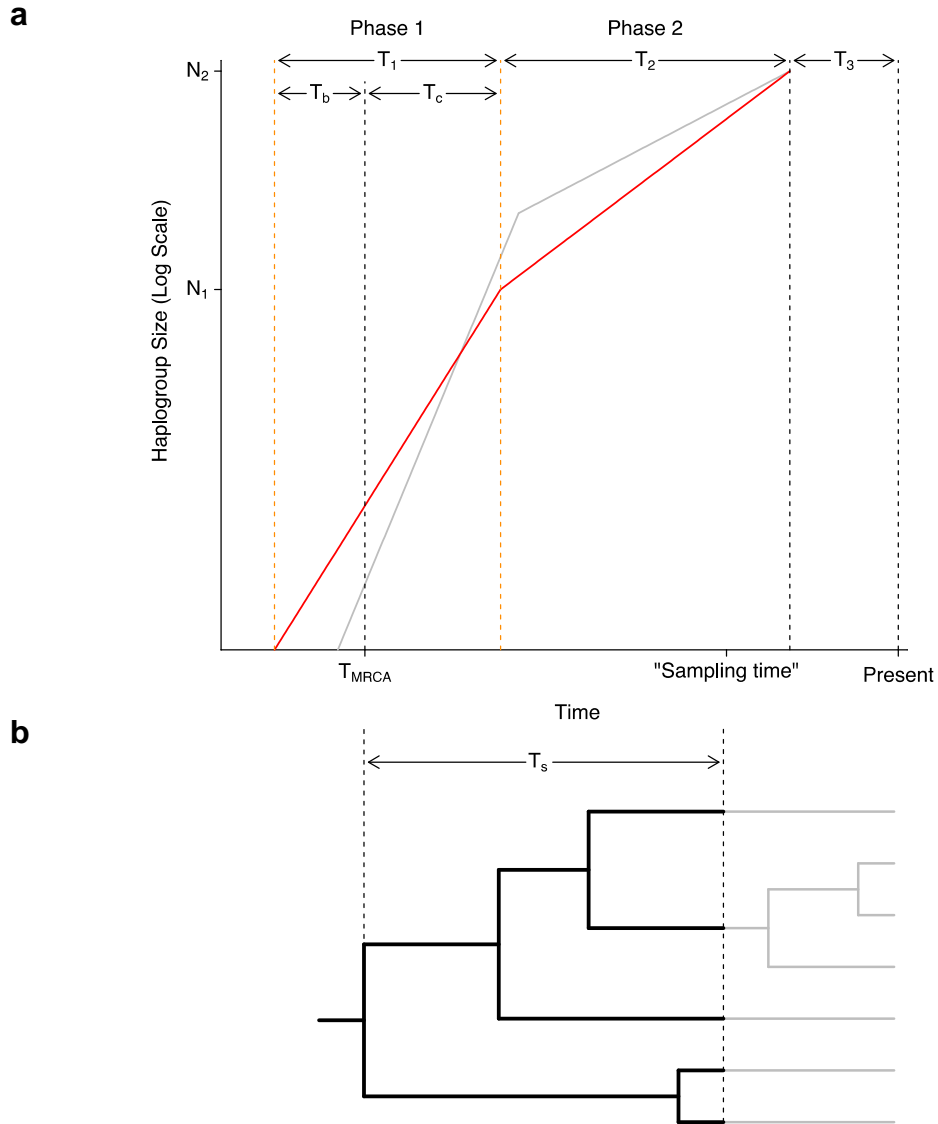 a
Phase 1 Phase 2
T1 T2 T3
N2
Tb Tc
Haplogroup Size (Log Scale)
N1
TMRCA "Sampling time" Present
Time
b
Ts